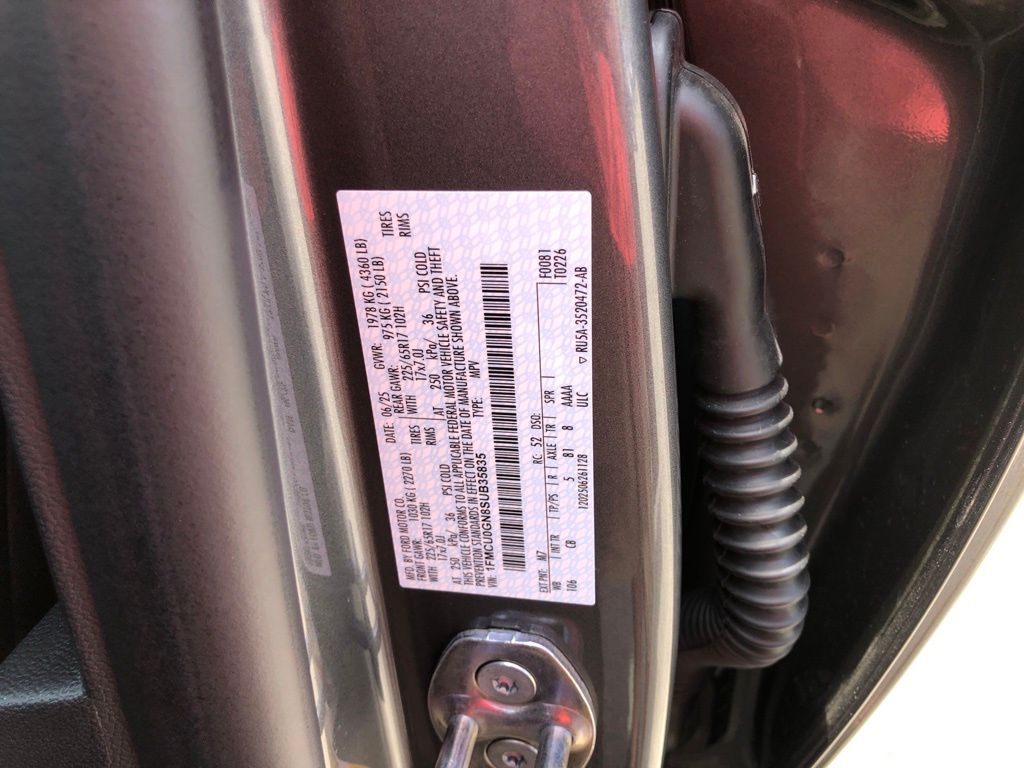 MFD. BY FORD MOTOR CO. DATE: 06/25 GVWR: 1978 KG ( 4360 LB)
FRONT GAWR: 1030 KG (2270 LB) REAR GAWR: 975 KG ( 2150 LB)
WITH 225/65R17 102H TIRES WITH 225/65R17 102H TIRES
17x7.0J RIMS 17x7.0J RIMS
AT 250 kPa/ 36 PSI COLD AT 250 kPa/ 36 PSI COLD
THIS VEHICLE CONFORMS TO ALL APPLICABLE FEDERAL MOTOR VEHICLE SAFETY AND THEFT
PREVENTION STANDARDS IN EFFECT ON THE DATE OF MANUFACTURE SHOWN ABOVE.
VIN: 1FMCU0GN8SUB35835 TYPE: MPV
F0081
EXT PNT: M7 RC: 52 DSO: T0226
WB INT TR TP/PS R AXLE TR SPR
106 CB 5 81 8 AAAA
1202506261128 ULC ▽ RU5A-3520472-AB